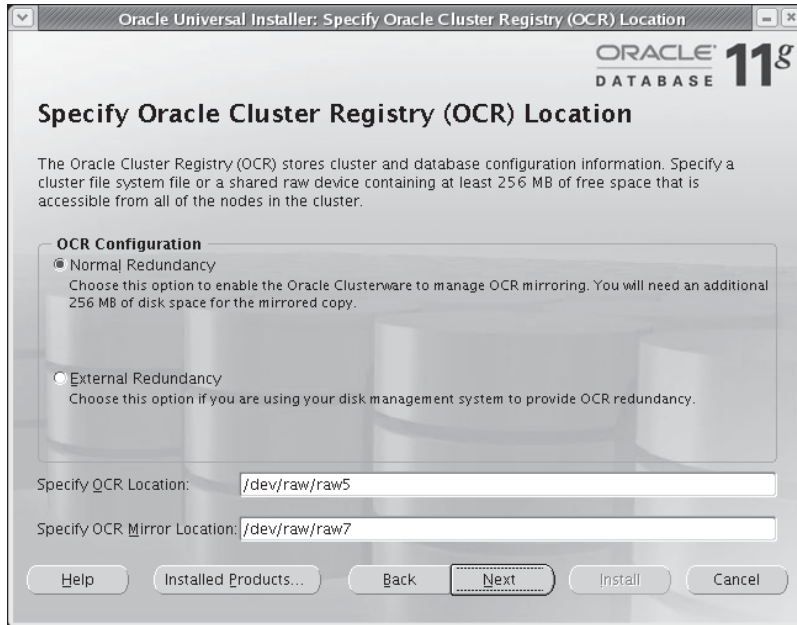 Oracle Universal Installer: Specify Oracle Cluster Registry (OCR) Location
ORACLE
DATABASE 11g
Specify Oracle Cluster Registry (OCR) Location
The Oracle Cluster Registry (OCR) stores cluster and database configuration information. Specify a
cluster file system file or a shared raw device containing at least 256 MB of free space that is
accessible from all of the nodes in the cluster.
OCR Configuration
Normal Redundancy
Choose this option to enable the Oracle Clusterware to manage OCR mirroring. You will need an additional
256 MB of disk space for the mirrored copy.
External Redundancy
Choose this option if you are using your disk management system to provide OCR redundancy.
Specify OCR Location: /dev/raw/raw5
Specify OCR Mirror Location: /dev/raw/raw7
Help Installed Products... Back Next Install Cancel